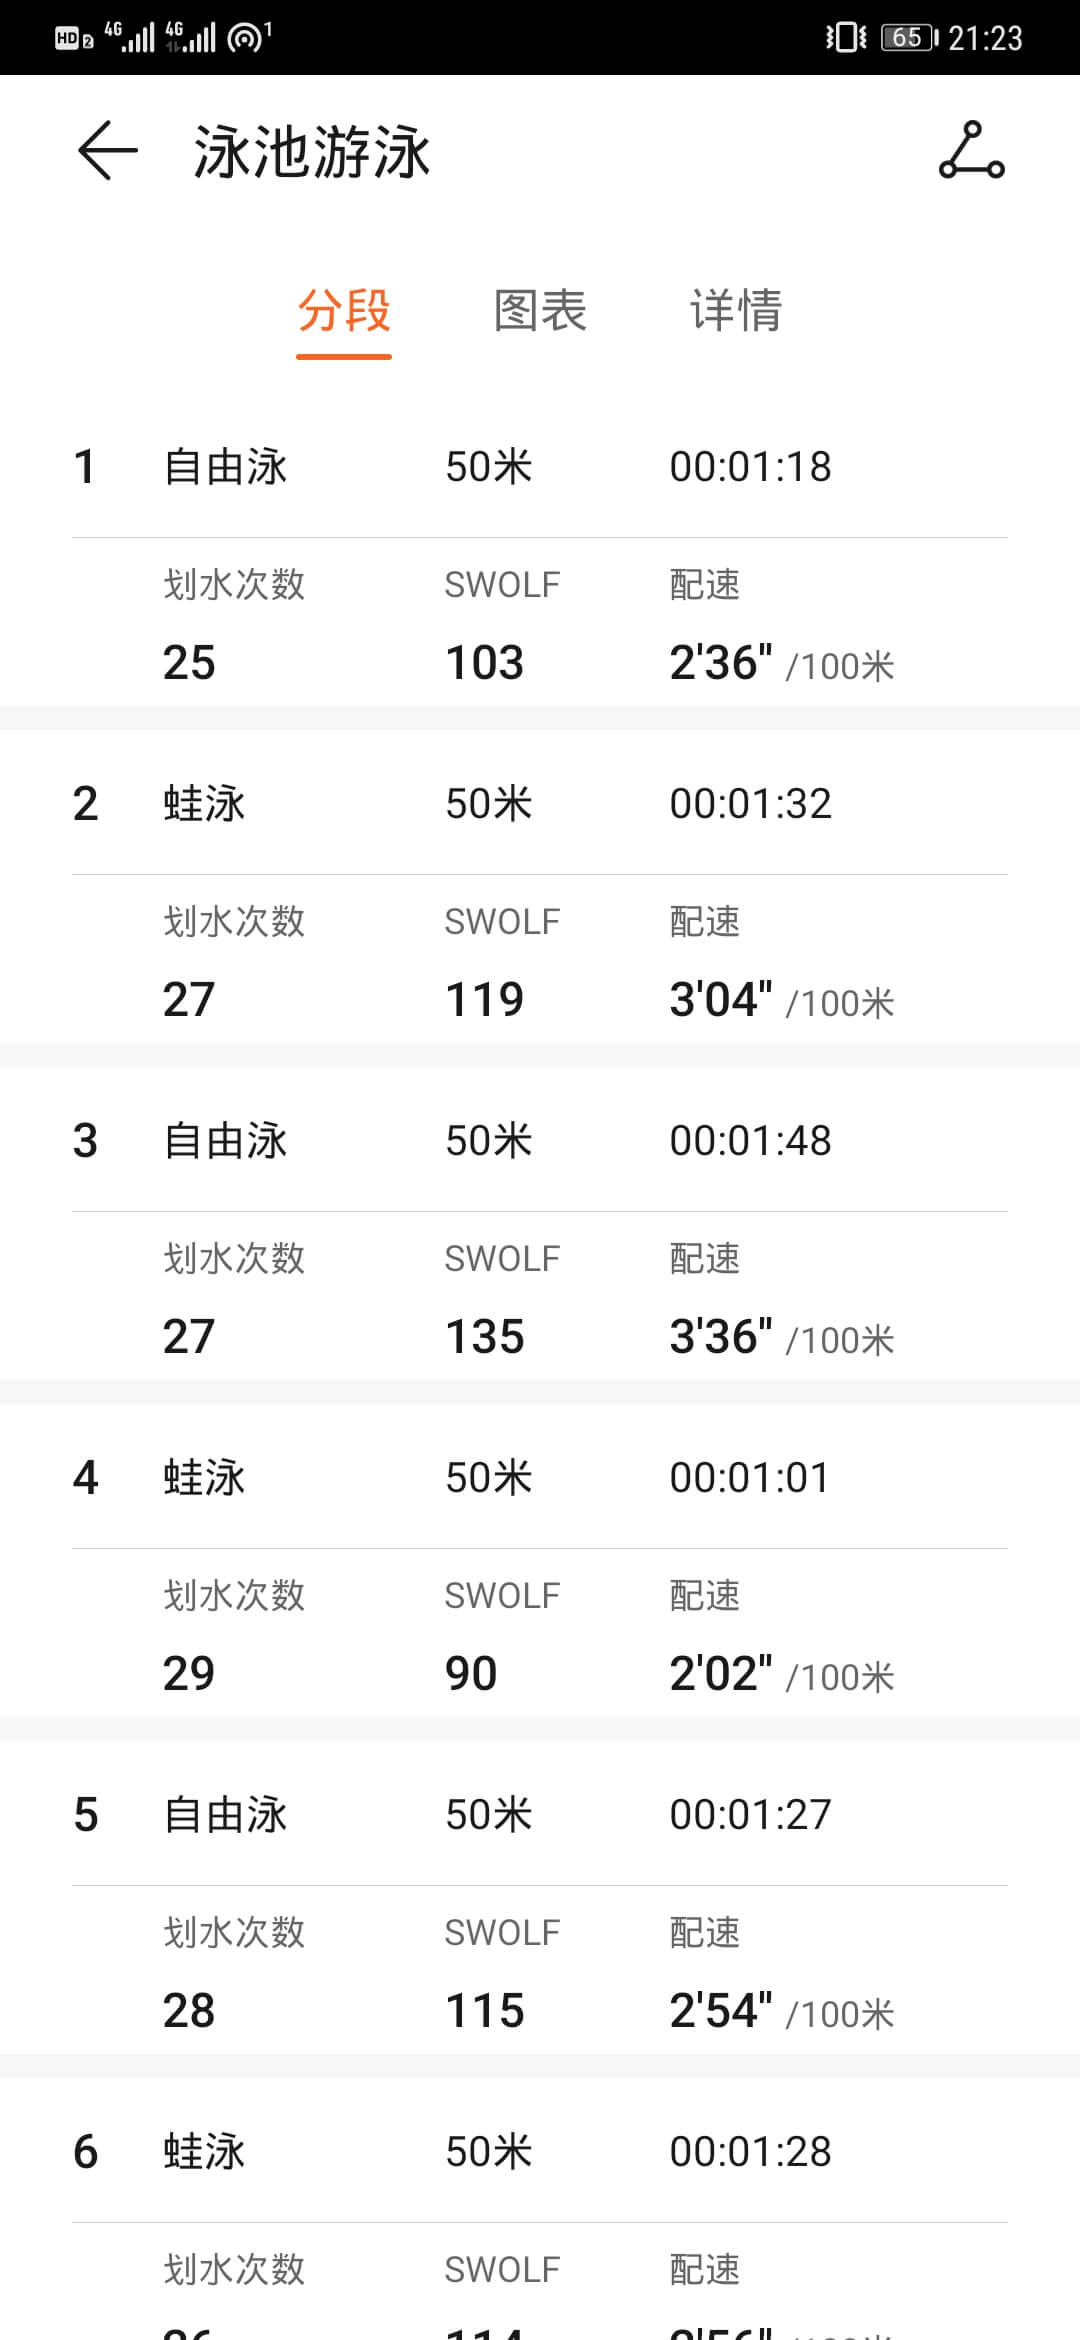 HD 2 4G 4G 1 65 21:23
泳池游泳
分段 图表 详情
1 自由泳 50米 00:01:18
划水次数 SWOLF 配速
25 103 2'36" /100米
2 蛙泳 50米 00:01:32
划水次数 SWOLF 配速
27 119 3'04" /100米
3 自由泳 50米 00:01:48
划水次数 SWOLF 配速
27 135 3'36" /100米
4 蛙泳 50米 00:01:01
划水次数 SWOLF 配速
29 90 2'02" /100米
5 自由泳 50米 00:01:27
划水次数 SWOLF 配速
28 115 2'54" /100米
6 蛙泳 50米 00:01:28
划水次数 SWOLF 配速